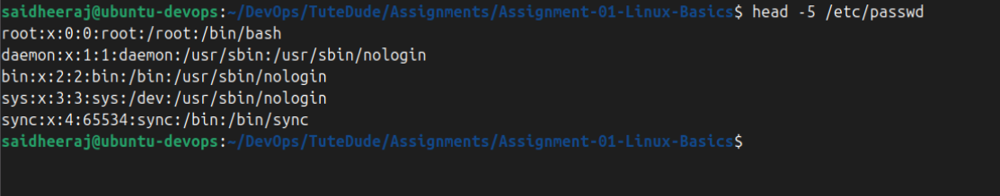 saidheeraj@ubuntu-devops:~/DevOps/TuteDude/Assignments/Assignment-01-Linux-Basics$ head -5 /etc/passwd
root:x:0:0:root:/root:/bin/bash
daemon:x:1:1:daemon:/usr/sbin:/usr/sbin/nologin
bin:x:2:2:bin:/bin:/usr/sbin/nologin
sys:x:3:3:sys:/dev:/usr/sbin/nologin
sync:x:4:65534:sync:/bin:/bin/sync
saidheeraj@ubuntu-devops:~/DevOps/TuteDude/Assignments/Assignment-01-Linux-Basics$